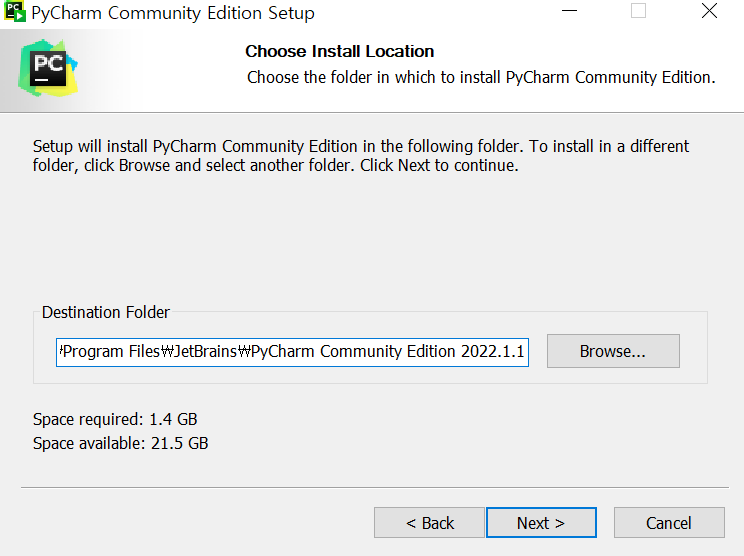 PC
PyCharm Community Edition Setup
PC
Choose Install Location
Choose the folder in which to install PyCharm Community Edition.
Setup will install PyCharm Community Edition in the following folder. To install in a different
folder, click Browse and select another folder. Click Next to continue.
Destination Folder
Program Files₩JetBrains₩PyCharm Community Edition 2022.1.1
Browse...
Space required: 1.4 GB
Space available: 21.5 GB
< Back
Next >
Cancel